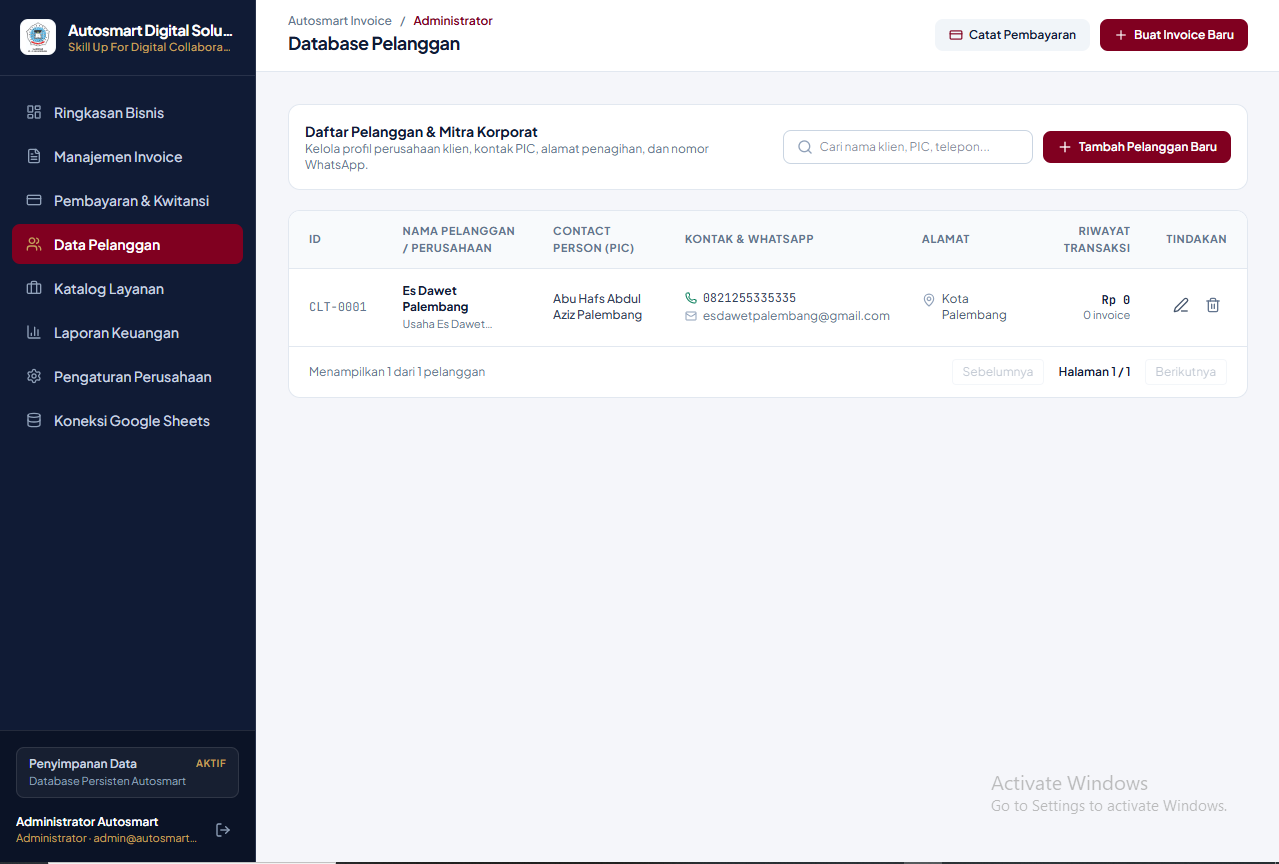 Autosmart Digital Solu...
Skill Up For Digital Collabora...
Ringkasan Bisnis
Manajemen Invoice
Pembayaran & Kwitansi
Data Pelanggan
Katalog Layanan
Laporan Keuangan
Pengaturan Perusahaan
Koneksi Google Sheets
Penyimpanan Data AKTIF
Database Persisten Autosmart
Administrator Autosmart
Administrator · admin@autosmart...
Autosmart Invoice / Administrator
Database Pelanggan
Catat Pembayaran
+ Buat Invoice Baru
Daftar Pelanggan & Mitra Korporat
Kelola profil perusahaan klien, kontak PIC, alamat penagihan, dan nomor
WhatsApp.
Cari nama klien, PIC, telepon...
+ Tambah Pelanggan Baru
ID
NAMA PELANGGAN
/ PERUSAHAAN
CONTACT
PERSON (PIC)
KONTAK & WHATSAPP
ALAMAT
RIWAYAT
TRANSAKSI
TINDAKAN
CLT-0001
Es Dawet
Palembang
Usaha Es Dawet...
Abu Hafs Abdul
Aziz Palembang
0821255335335
esdawetpalembang@gmail.com
Kota
Palembang
Rp 0
0 invoice
Menampilkan 1 dari 1 pelanggan
Sebelumnya
Halaman 1 / 1
Berikutnya
Activate Windows
Go to Settings to activate Windows.